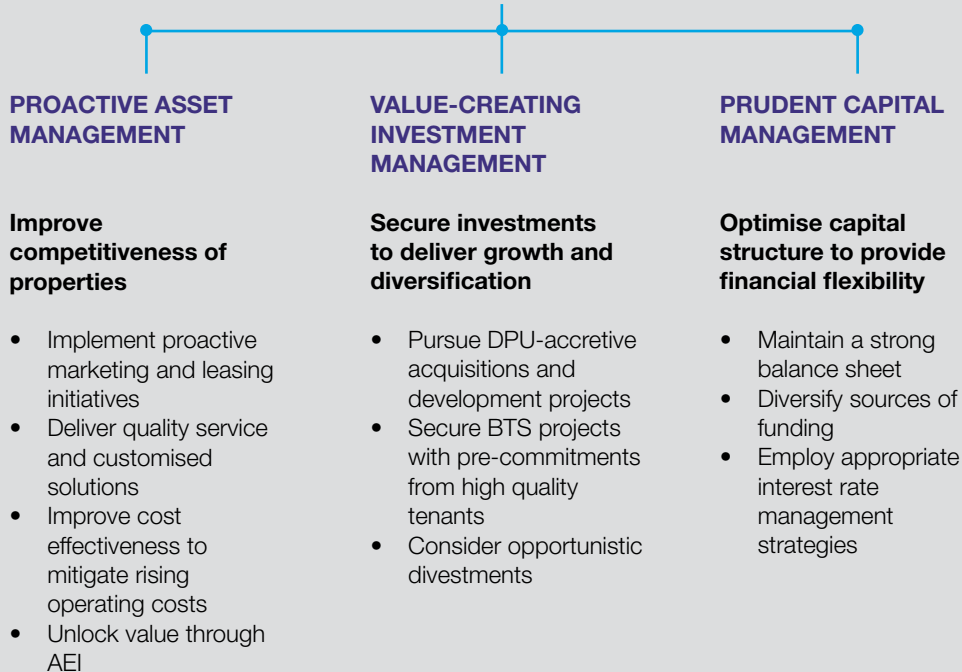 PROACTIVE ASSET
MANAGEMENT
Improve
competitiveness of
properties
• Implement proactive
marketing and leasing
initiatives
• Deliver quality service
and customised
solutions
• Improve cost
effectiveness to
mitigate rising
operating costs
• Unlock value through
AEI
VALUE-CREATING
INVESTMENT
MANAGEMENT
Secure investments
to deliver growth and
diversification
• Pursue DPU-accretive
acquisitions and
development projects
• Secure BTS projects
with pre-commitments
from high quality
tenants
• Consider opportunistic
divestments
PRUDENT CAPITAL
MANAGEMENT
Optimise capital
structure to provide
financial flexibility
• Maintain a strong
balance sheet
• Diversify sources of
funding
• Employ appropriate
interest rate
management
strategies